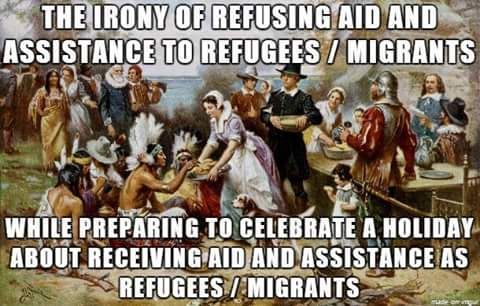 THE IRONY OF REFUSING AID AND
ASSISTANCE TO REFUGEES / MIGRANTS
WHILE PREPARING TO CELEBRATE A HOLIDAY
ABOUT RECEIVING AID AND ASSISTANCE AS
REFUGEES / MIGRANTS
made on imgur